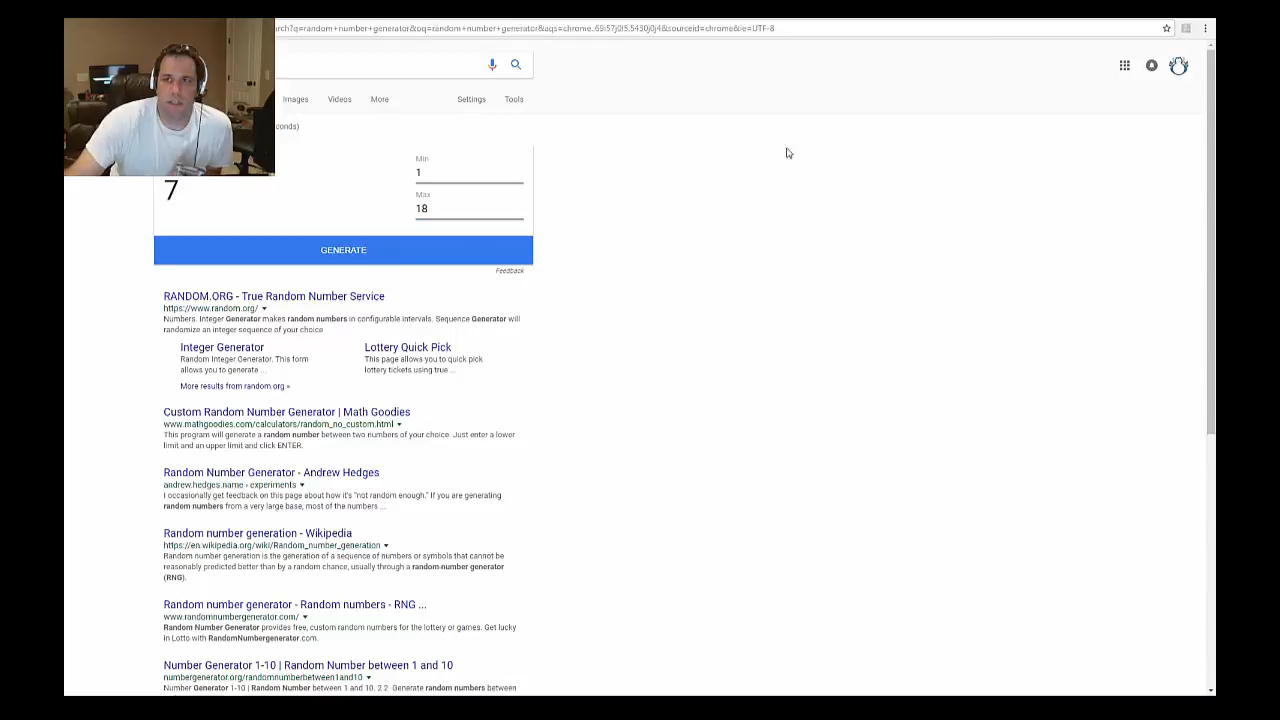 rch?q=random+number+generator&oq=random+number+generator&aqs=chrome..69i57j0l5.5430j0j4&sourceid=chrome&ie=UTF-8
Images Videos More Settings Tools
conds)
Min
1
7
Max
18
GENERATE
Feedback
RANDOM.ORG - True Random Number Service
https://www.random.org/
Numbers. Integer Generator makes random numbers in configurable intervals. Sequence Generator will
randomize an integer sequence of your choice
Integer Generator
Random Integer Generator. This form
allows you to generate ...
Lottery Quick Pick
This page allows you to quick pick
lottery tickets using true ...
More results from random.org »
Custom Random Number Generator | Math Goodies
www.mathgoodies.com/calculators/random_no_custom.html
This program will generate a random number between two numbers of your choice. Just enter a lower
limit and an upper limit and click ENTER.
Random Number Generator - Andrew Hedges
andrew.hedges.name › experiments
I occasionally get feedback on this page about how it's "not random enough." If you are generating
random numbers from a very large base, most of the numbers ...
Random number generation - Wikipedia
https://en.wikipedia.org/wiki/Random_number_generation
Random number generation is the generation of a sequence of numbers or symbols that cannot be
reasonably predicted better than by a random chance, usually through a random-number generator
(RNG).
Random number generator - Random numbers - RNG ...
www.randomnumbergenerator.com/
Random Number Generator provides free, custom random numbers for the lottery or games. Get lucky
in Lotto with RandomNumbergenerator.com.
Number Generator 1-10 | Random Number between 1 and 10
numbergenerator.org/randomnumberbetween1and10
Number Generator 1-10 | Random Number between 1 and 10. 2 2 Generate random numbers between